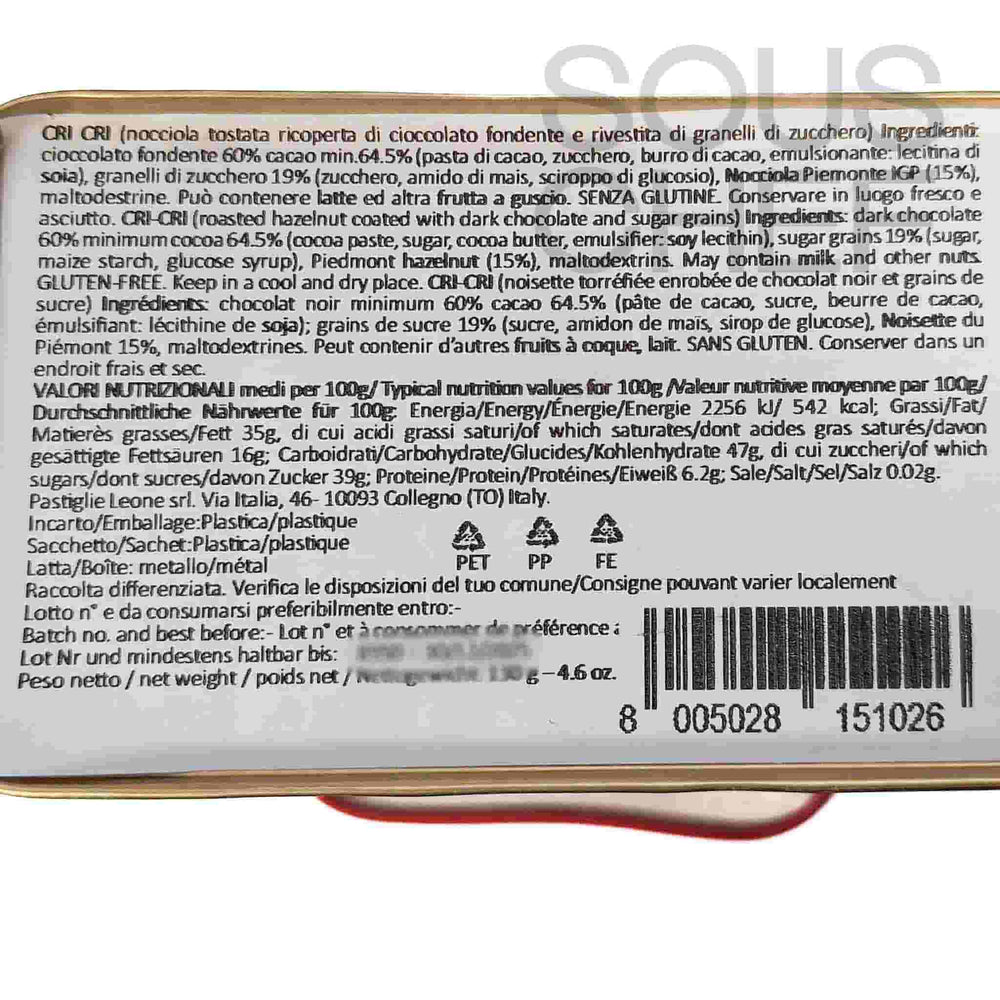 SOUS
CHEF
CRI CRI (nocciola tostata ricoperta di cioccolato fondente e rivestita di granelli di zucchero) Ingredienti:
cioccolato fondente 60% cacao min.64.5% (pasta di cacao, zucchero, burro di cacao, emulsionante: lecitina di
soia), granelli di zucchero 19% (zucchero, amido di mais, sciroppo di glucosio), Nocciola Piemonte IGP (15%),
maltodestrine. Può contenere latte ed altra frutta a guscio. SENZA GLUTINE. Conservare in luogo fresco e
asciutto. CRI-CRI (roasted hazelnut coated with dark chocolate and sugar grains) Ingredients: dark chocolate
60% minimum cocoa 64.5% (cocoa paste, sugar, cocoa butter, emulsifier: soy lecithin), sugar grains 19% (sugar,
maize starch, glucose syrup), Piedmont hazelnut (15%), maltodextrins. May contain milk and other nuts.
GLUTEN-FREE. Keep in a cool and dry place. CRI-CRI (noisette torréfiée enrobée de chocolat noir et grains de
sucre) Ingrédients: chocolat noir minimum 60% cacao 64.5% (pâte de cacao, sucre, beurre de cacao,
émulsifiant: lécithine de soja); grains de sucre 19% (sucre, amidon de maïs, sirop de glucose), Noisette du
Piémont 15%, maltodextrines. Peut contenir d'autres fruits à coque, lait. SANS GLUTEN. Conserver dans un
endroit frais et sec.
VALORI NUTRIZIONALI medi per 100g/ Typical nutrition values for 100g /Valeur nutritive moyenne par 100g/
Durchschnittliche Nährwerte für 100g: Energia/Energy/Énergie/Energie 2256 kJ/ 542 kcal; Grassi/Fat/
Matierès grasses/Fett 35g, di cui acidi grassi saturi/of which saturates/dont acides gras saturés/davon
gesättigte Fettsäuren 16g; Carboidrati/Carbohydrate/Glucides/Kohlenhydrate 47g, di cui zuccheri/of which
sugars/dont sucres/davon Zucker 39g; Proteine/Protein/Protéines/Eiweiß 6.2g; Sale/Salt/Sel/Salz 0.02g.
Pastiglie Leone srl. Via Italia, 46- 10093 Collegno (TO) Italy.
Incarto/Emballage:Plastica/plastique
Sacchetto/Sachet:Plastica/plastique
Latta/Boîte: metallo/métal
PET PP FE
Raccolta differenziata. Verifica le disposizioni del tuo comune/Consigne pouvant varier localement
Lotto n° e da consumarsi preferibilmente entro:-
Batch no. and best before:- Lot n° et à consommer de préférence :
Lot Nr und mindestens haltbar bis:
Peso netto / net weight / poids net / g – 4.6 oz.
8 005028 151026